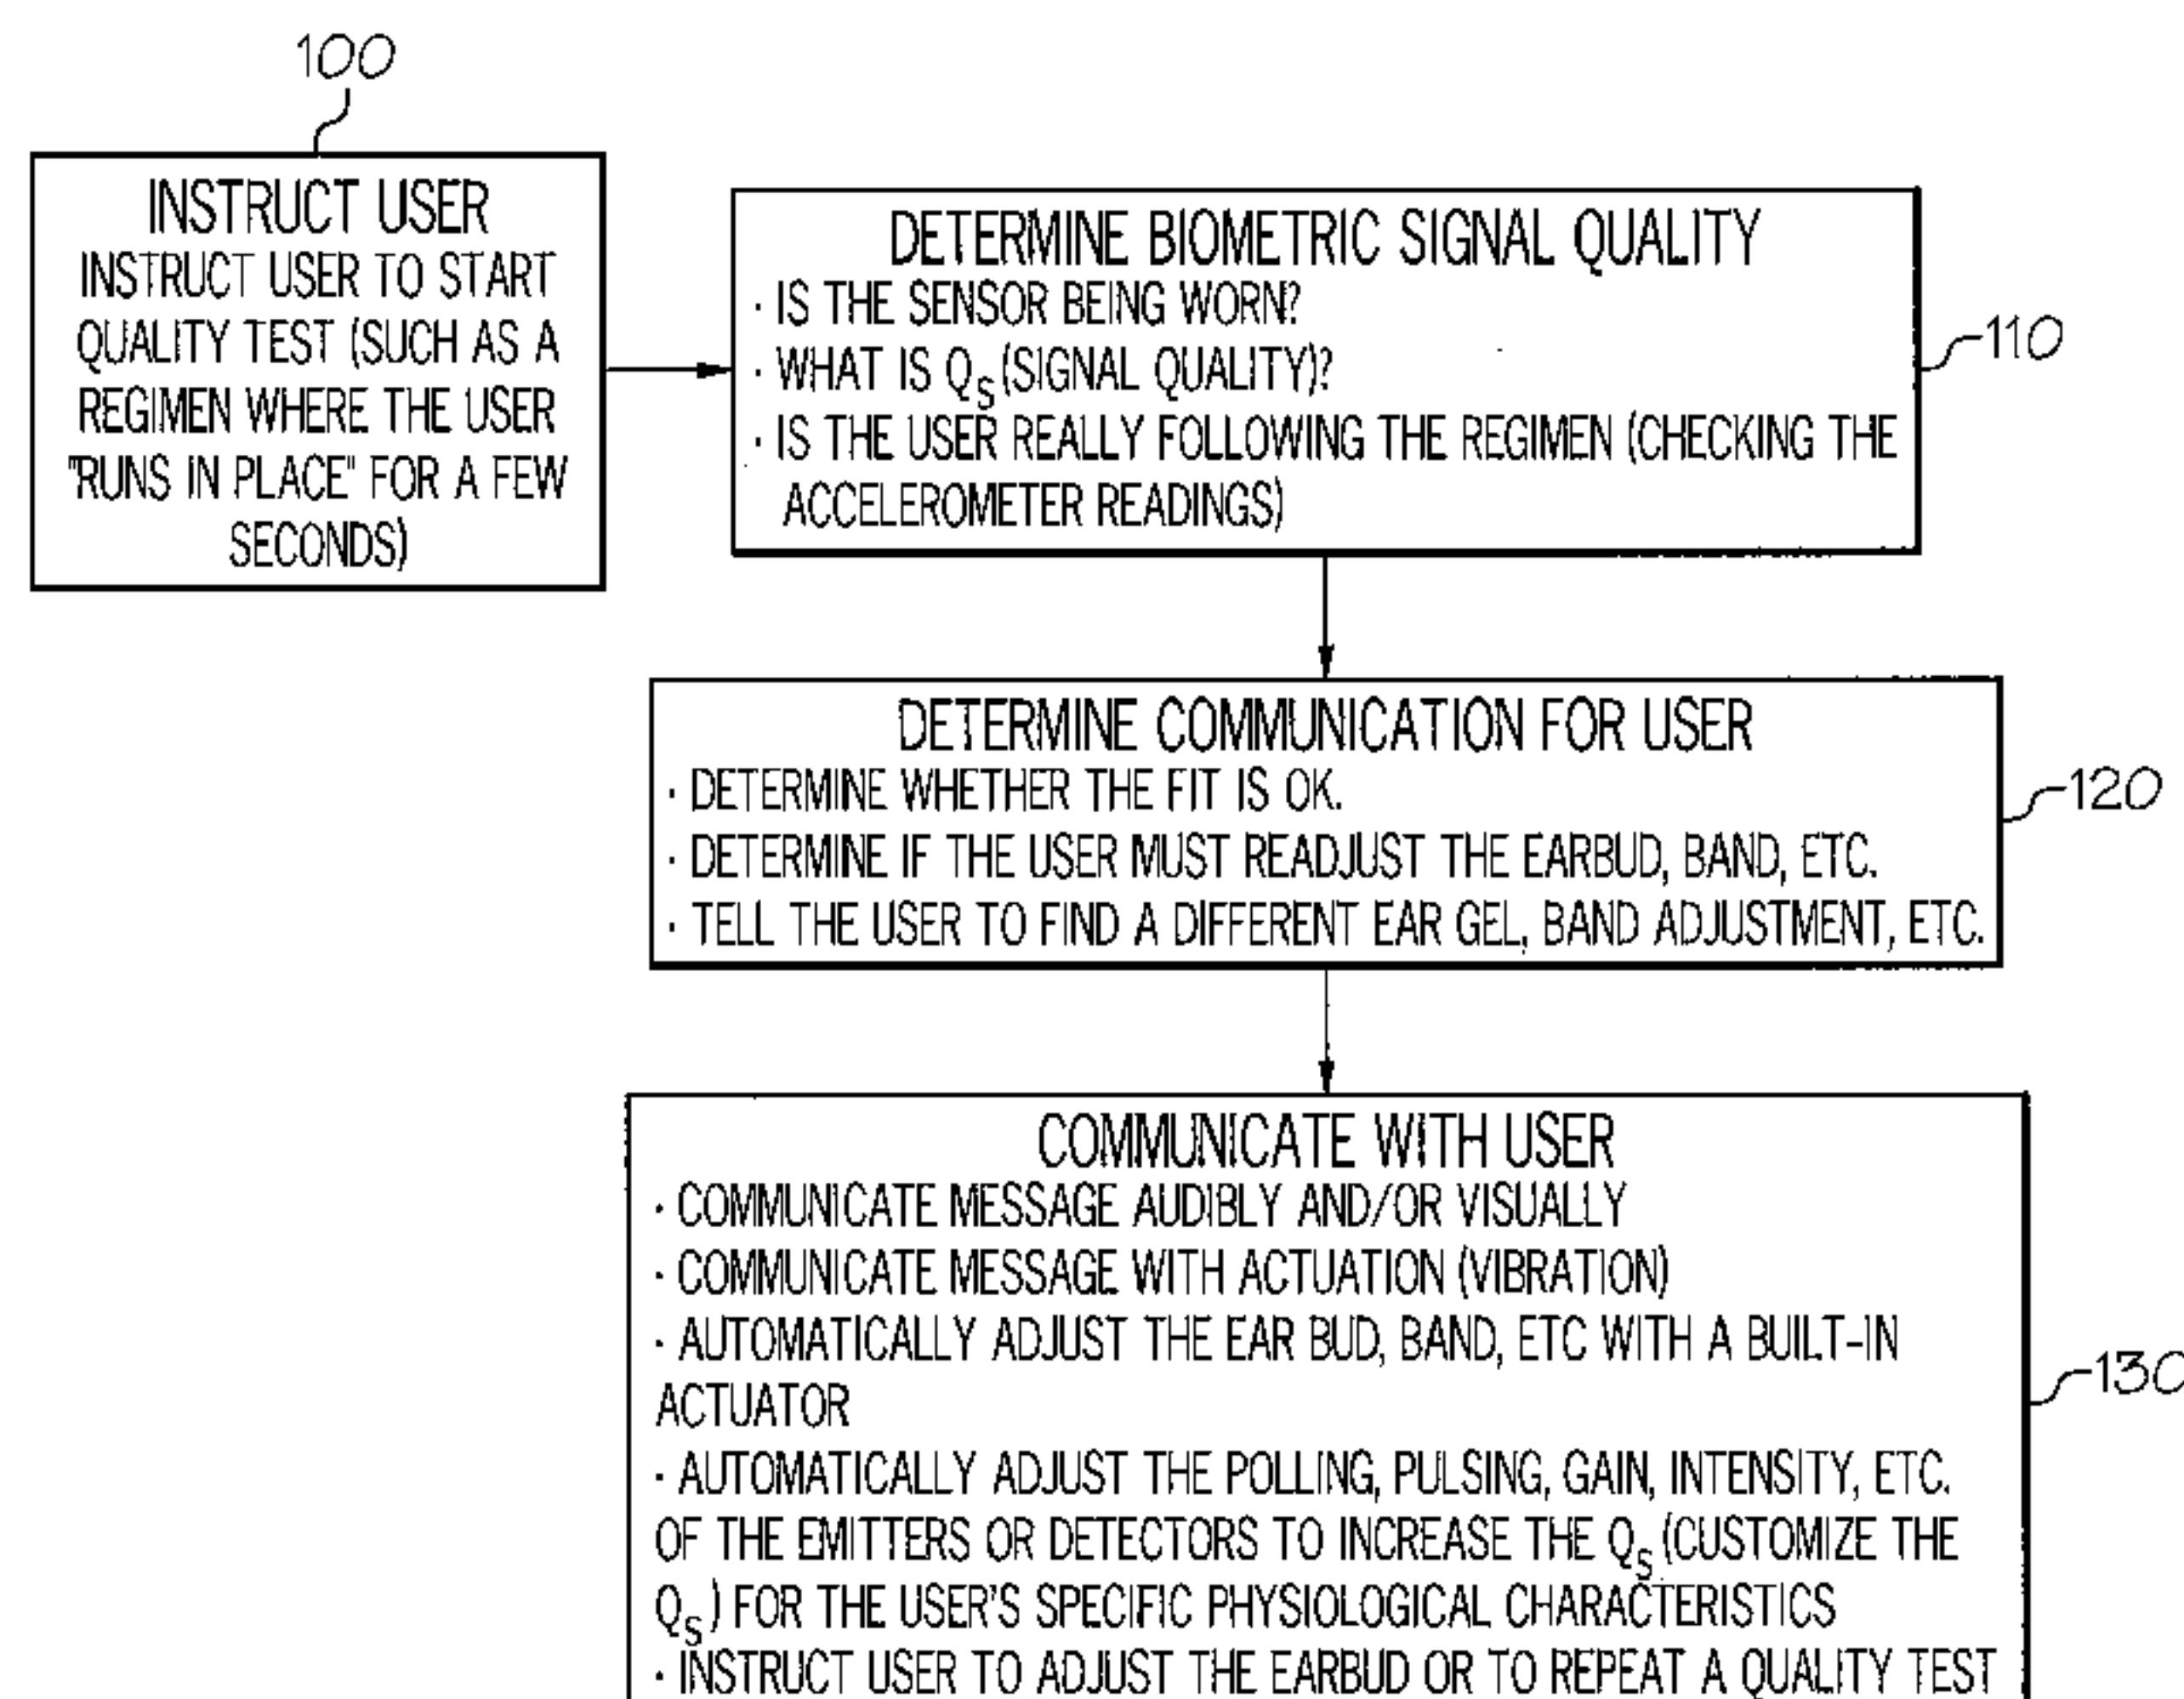 100
INSTRUCT USER
INSTRUCT USER TO START
QUALITY TEST (SUCH AS A
REGIMEN WHERE THE USER
"RUNS IN PLACE" FOR A FEW
SECONDS)
DETERMINE BIOMETRIC SIGNAL QUALITY
· IS THE SENSOR BEING WORN?
· WHAT IS QS (SIGNAL QUALITY)?
· IS THE USER REALLY FOLLOWING THE REGIMEN (CHECKING THE
ACCELEROMETER READINGS)
110
DETERMINE COMMUNICATION FOR USER
· DETERMINE WHETHER THE FIT IS OK.
· DETERMINE IF THE USER MUST READJUST THE EARBUD, BAND, ETC.
· TELL THE USER TO FIND A DIFFERENT EAR GEL, BAND ADJUSTMENT, ETC.
120
COMMUNICATE WITH USER
· COMMUNICATE MESSAGE AUDIBLY AND/OR VISUALLY
· COMMUNICATE MESSAGE WITH ACTUATION (VIBRATION)
· AUTOMATICALLY ADJUST THE EAR BUD, BAND, ETC WITH A BUILT-IN
ACTUATOR
· AUTOMATICALLY ADJUST THE POLLING, PULSING, GAIN, INTENSITY, ETC.
OF THE EMITTERS OR DETECTORS TO INCREASE THE QS (CUSTOMIZE THE
QS) FOR THE USER'S SPECIFIC PHYSIOLOGICAL CHARACTERISTICS
· INSTRUCT USER TO ADJUST THE EARBUD OR TO REPEAT A QUALITY TEST
130